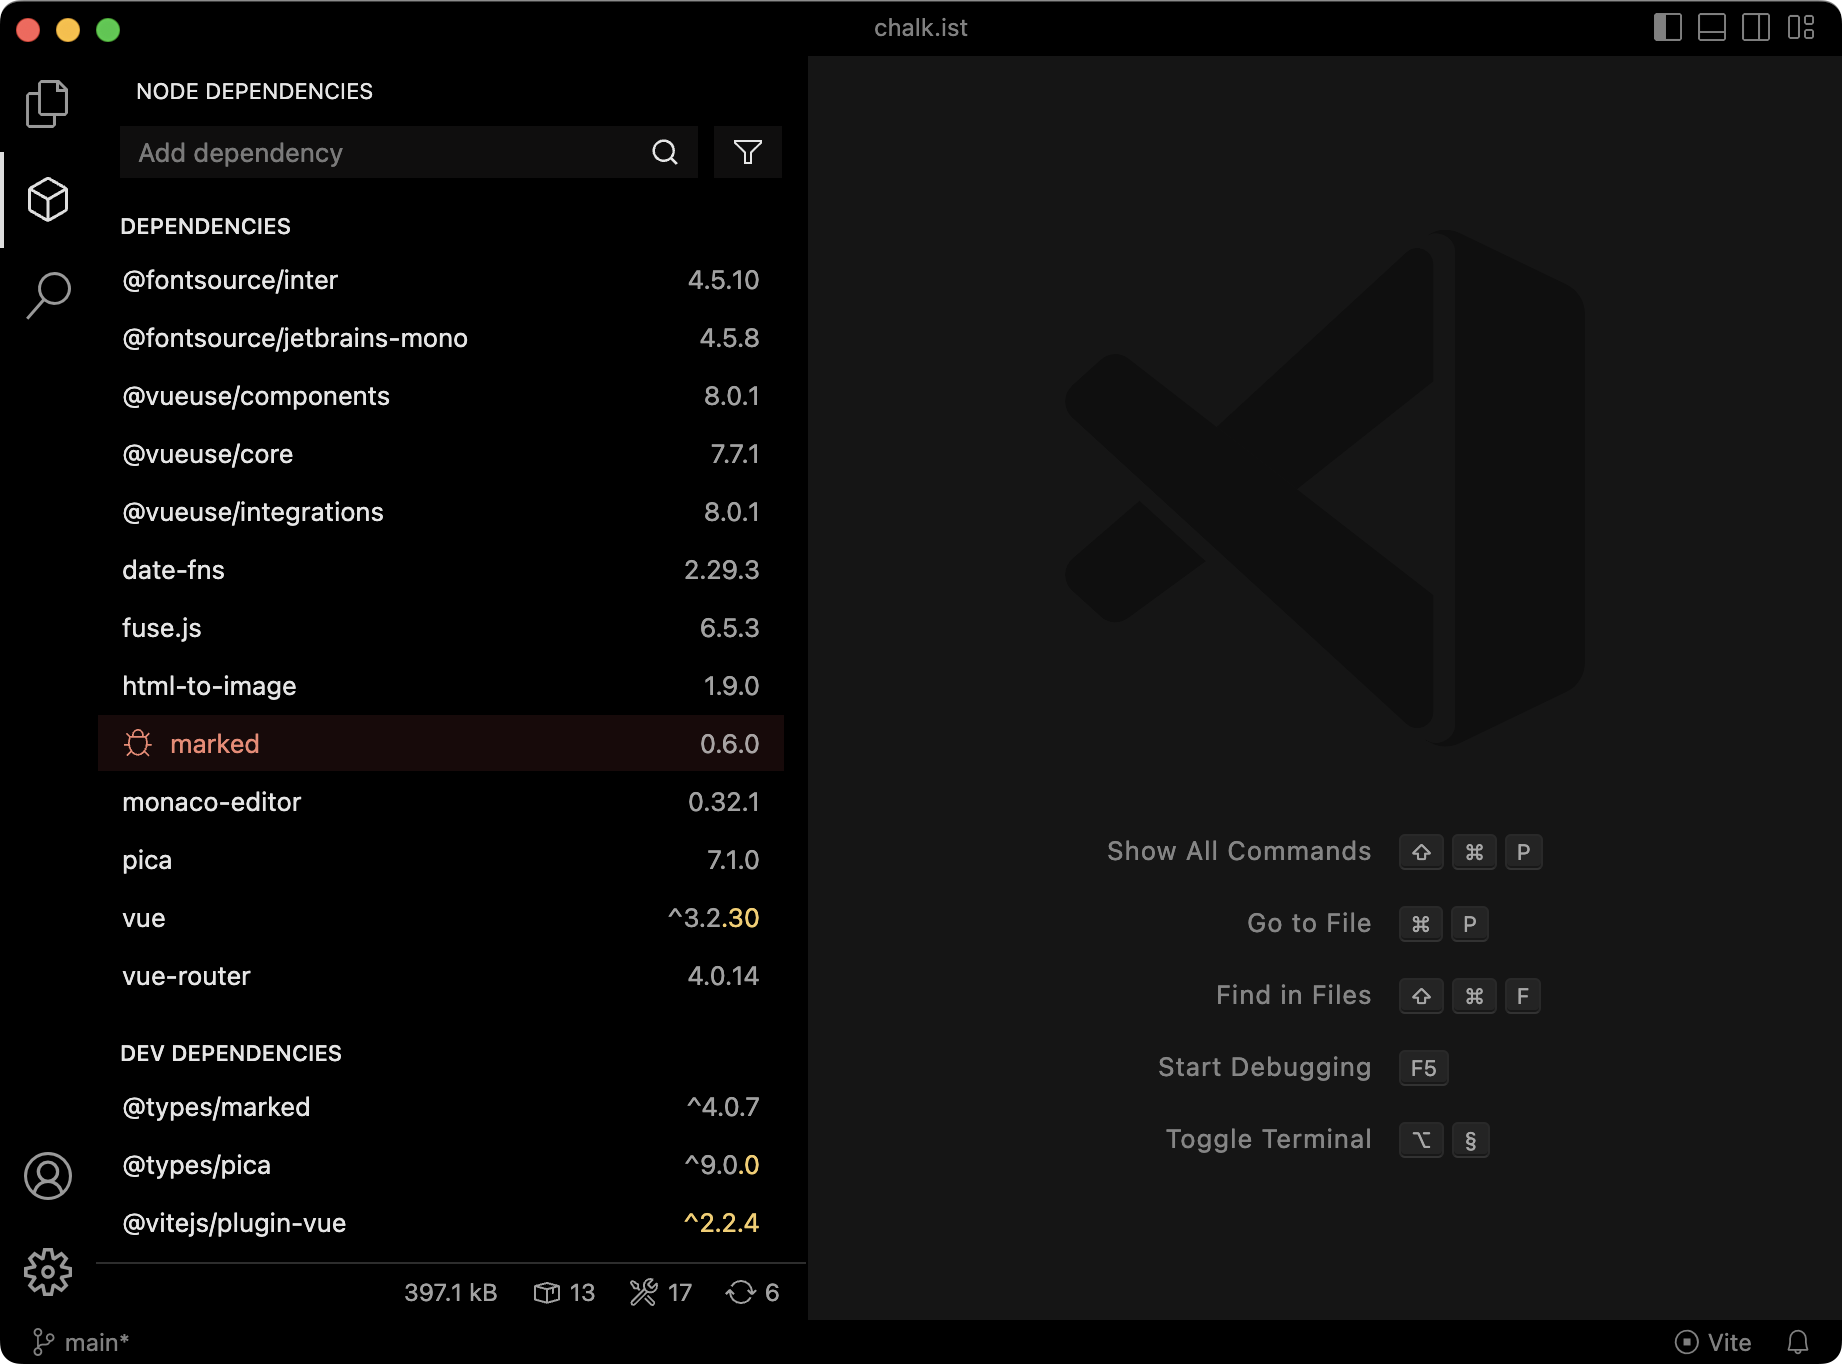 chalk.ist
NODE DEPENDENCIES
Add dependency
DEPENDENCIES
@fontsource/inter 4.5.10
@fontsource/jetbrains-mono 4.5.8
@vueuse/components 8.0.1
@vueuse/core 7.7.1
@vueuse/integrations 8.0.1
date-fns 2.29.3
fuse.js 6.5.3
html-to-image 1.9.0
marked 0.6.0
monaco-editor 0.32.1
pica 7.1.0
vue ^3.2.30
vue-router 4.0.14
DEV DEPENDENCIES
@types/marked ^4.0.7
@types/pica ^9.0.0
@vitejs/plugin-vue ^2.2.4
397.1 kB 13 17 6
Show All Commands ⇧ ⌘ P
Go to File ⌘ P
Find in Files ⇧ ⌘ F
Start Debugging F5
Toggle Terminal ⌥ §
main* Vite